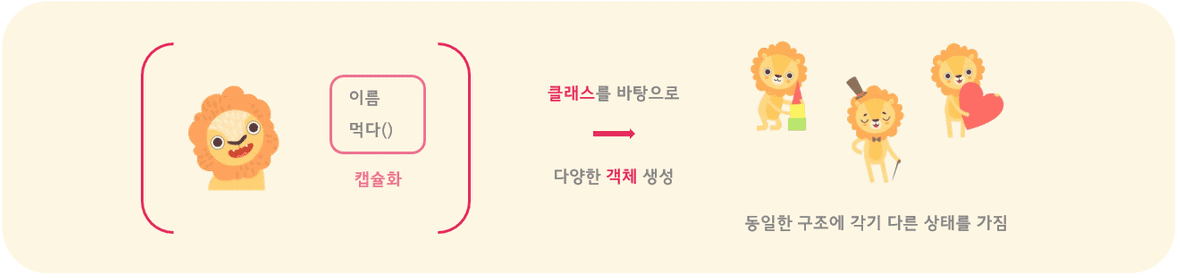 이름
먹다()
캡슐화
클래스를 바탕으로
다양한 객체 생성
동일한 구조에 각기 다른 상태를 가짐